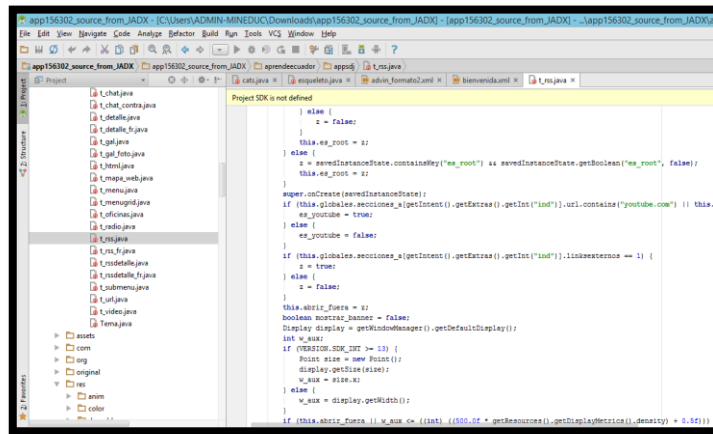 app156302_source_from_JADX - [C:\Users\ADMIN-MINEDUC\Downloads\app156302_source_from_JADX] - [app156302_source_from_JADX] - ...\app156302_source_from_JADX\a
File Edit View Navigate Code Analyze Refactor Build Run Tools VCS Window Help
app156302_source_from_JADX app156302_source_from_JADX aprendeecuador appsdj t_rss.java
1: Project
Structure
2: Favorites
Project
cats.java
esqueleto.java
advin_formato2.xml
bienvenida.xml
t_rss.java
Project SDK is not defined
t_chat.java
t_chat_contra.java
t_detalle.java
t_detalle_fr.java
t_gal.java
t_gal_foto.java
t_html.java
t_mapa_web.java
t_menu.java
t_menugrid.java
t_oficinas.java
t_radio.java
t_rss.java
t_rss_fr.java
t_rssdetalle.java
t_rssdetalle_fr.java
t_submenu.java
t_url.java
t_video.java
Tema.java
assets
com
org
original
res
anim
color
} else {
z = false;
}
this.es_root = z;
} else {
z = savedInstanceState.containsKey("es_root") && savedInstanceState.getBoolean("es_root", false);
this.es_root = z;
}
super.onCreate(savedInstanceState);
if (this.globales.secciones_a[getIntent().getExtras().getInt("ind")].url.contains("youtube.com") || this.
es_youtube = true;
} else {
es_youtube = false;
}
if (this.globales.secciones_a[getIntent().getExtras().getInt("ind")].linksexternos == 1) {
z = true;
} else {
z = false;
}
this.abrir_fuera = z;
boolean mostrar_banner = false;
Display display = getWindowManager().getDefaultDisplay();
int w_aux;
if (VERSION.SDK_INT >= 13) {
Point size = new Point();
display.getSize(size);
w_aux = size.x;
} else {
w_aux = display.getWidth();
}
if (this.abrir_fuera || w_aux <= ((int) ((500.0f * getResources().getDisplayMetrics().density) + 0.5f)))